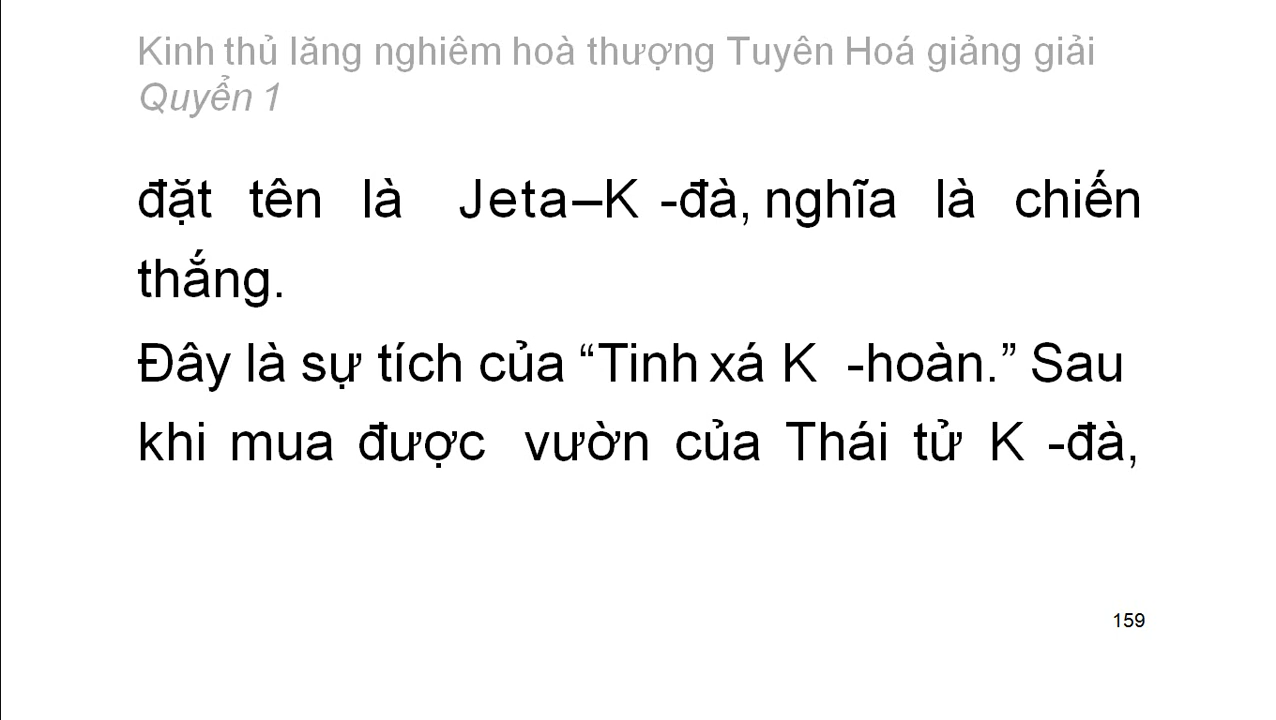 Kinh thủ lăng nghiêm hoà thượng Tuyên Hoá giảng giải
Quyển 1
đặt tên là Jeta–K -đà, nghĩa là chiến
thắng.
Đây là sự tích của “Tinh xá K -hoàn.” Sau
khi mua được vườn của Thái tử K -đà,
159